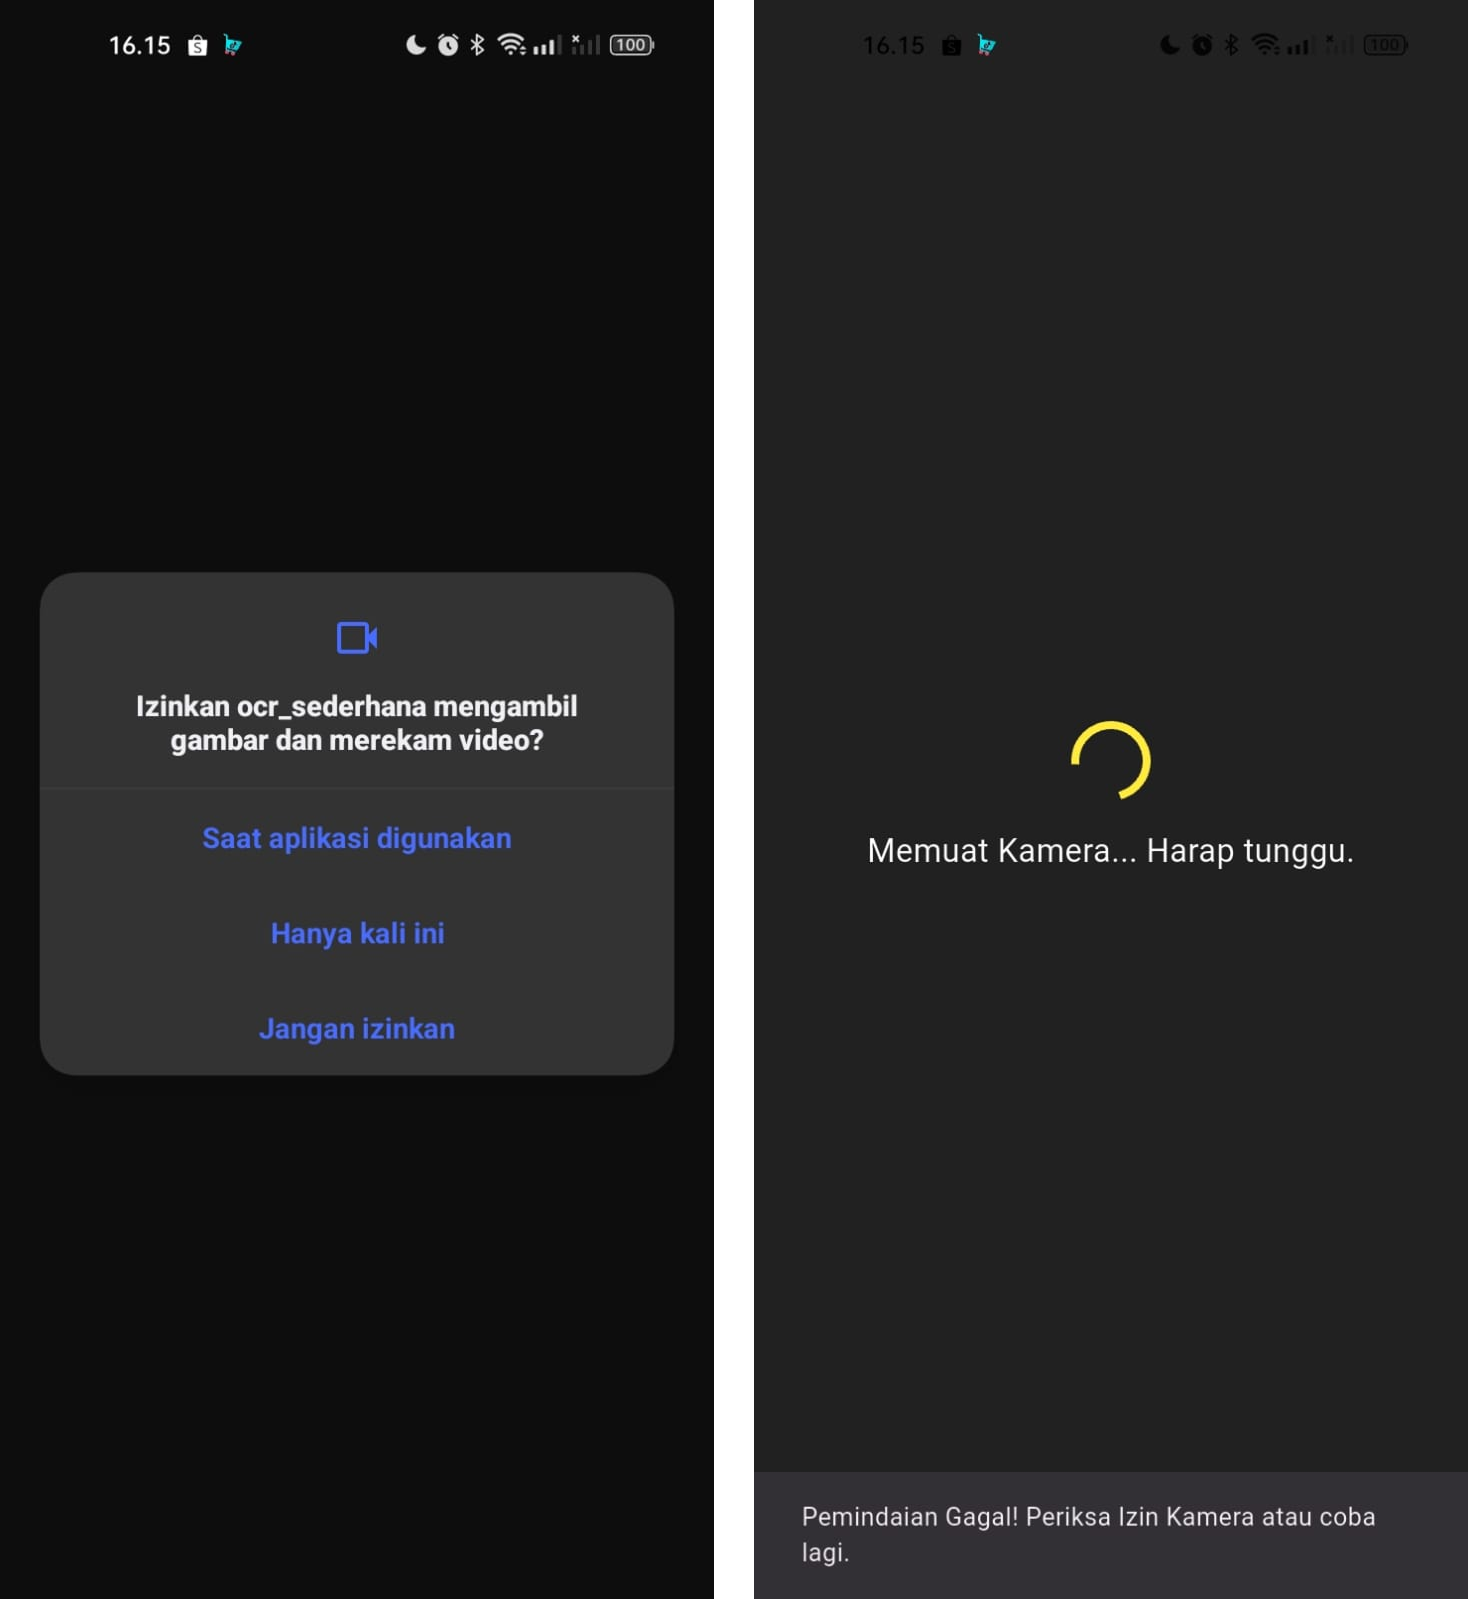 16.15
100
Izinkan ocr_sederhana mengambil
gambar dan merekam video?
Saat aplikasi digunakan
Hanya kali ini
Jangan izinkan
16.15
100
Memuat Kamera... Harap tunggu.
Pemindaian Gagal! Periksa Izin Kamera atau coba
lagi.